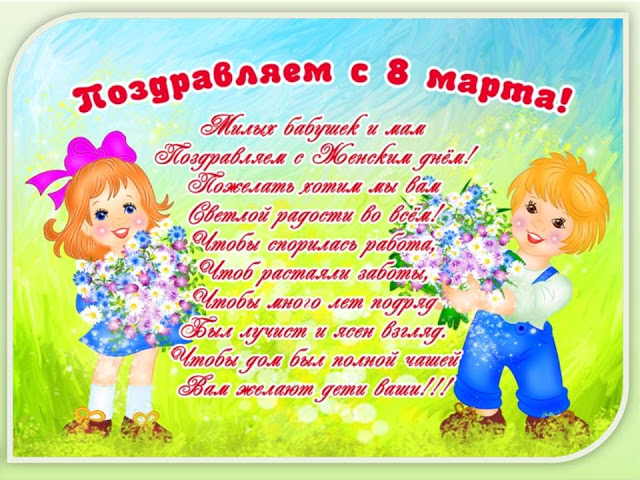 Поздравляем с 8 марта!
Милых бабушек и мам
Поздравляем с Женским днём!
Пожелать хотим мы вам
Светлой радости во всём!
Чтобы спорилась работа,
Чтоб растаяли заботы,
Чтобы много лет подряд
Был лучист и ясен взгляд.
Чтобы дом был полной чашей
Вам желают дети ваши!!!